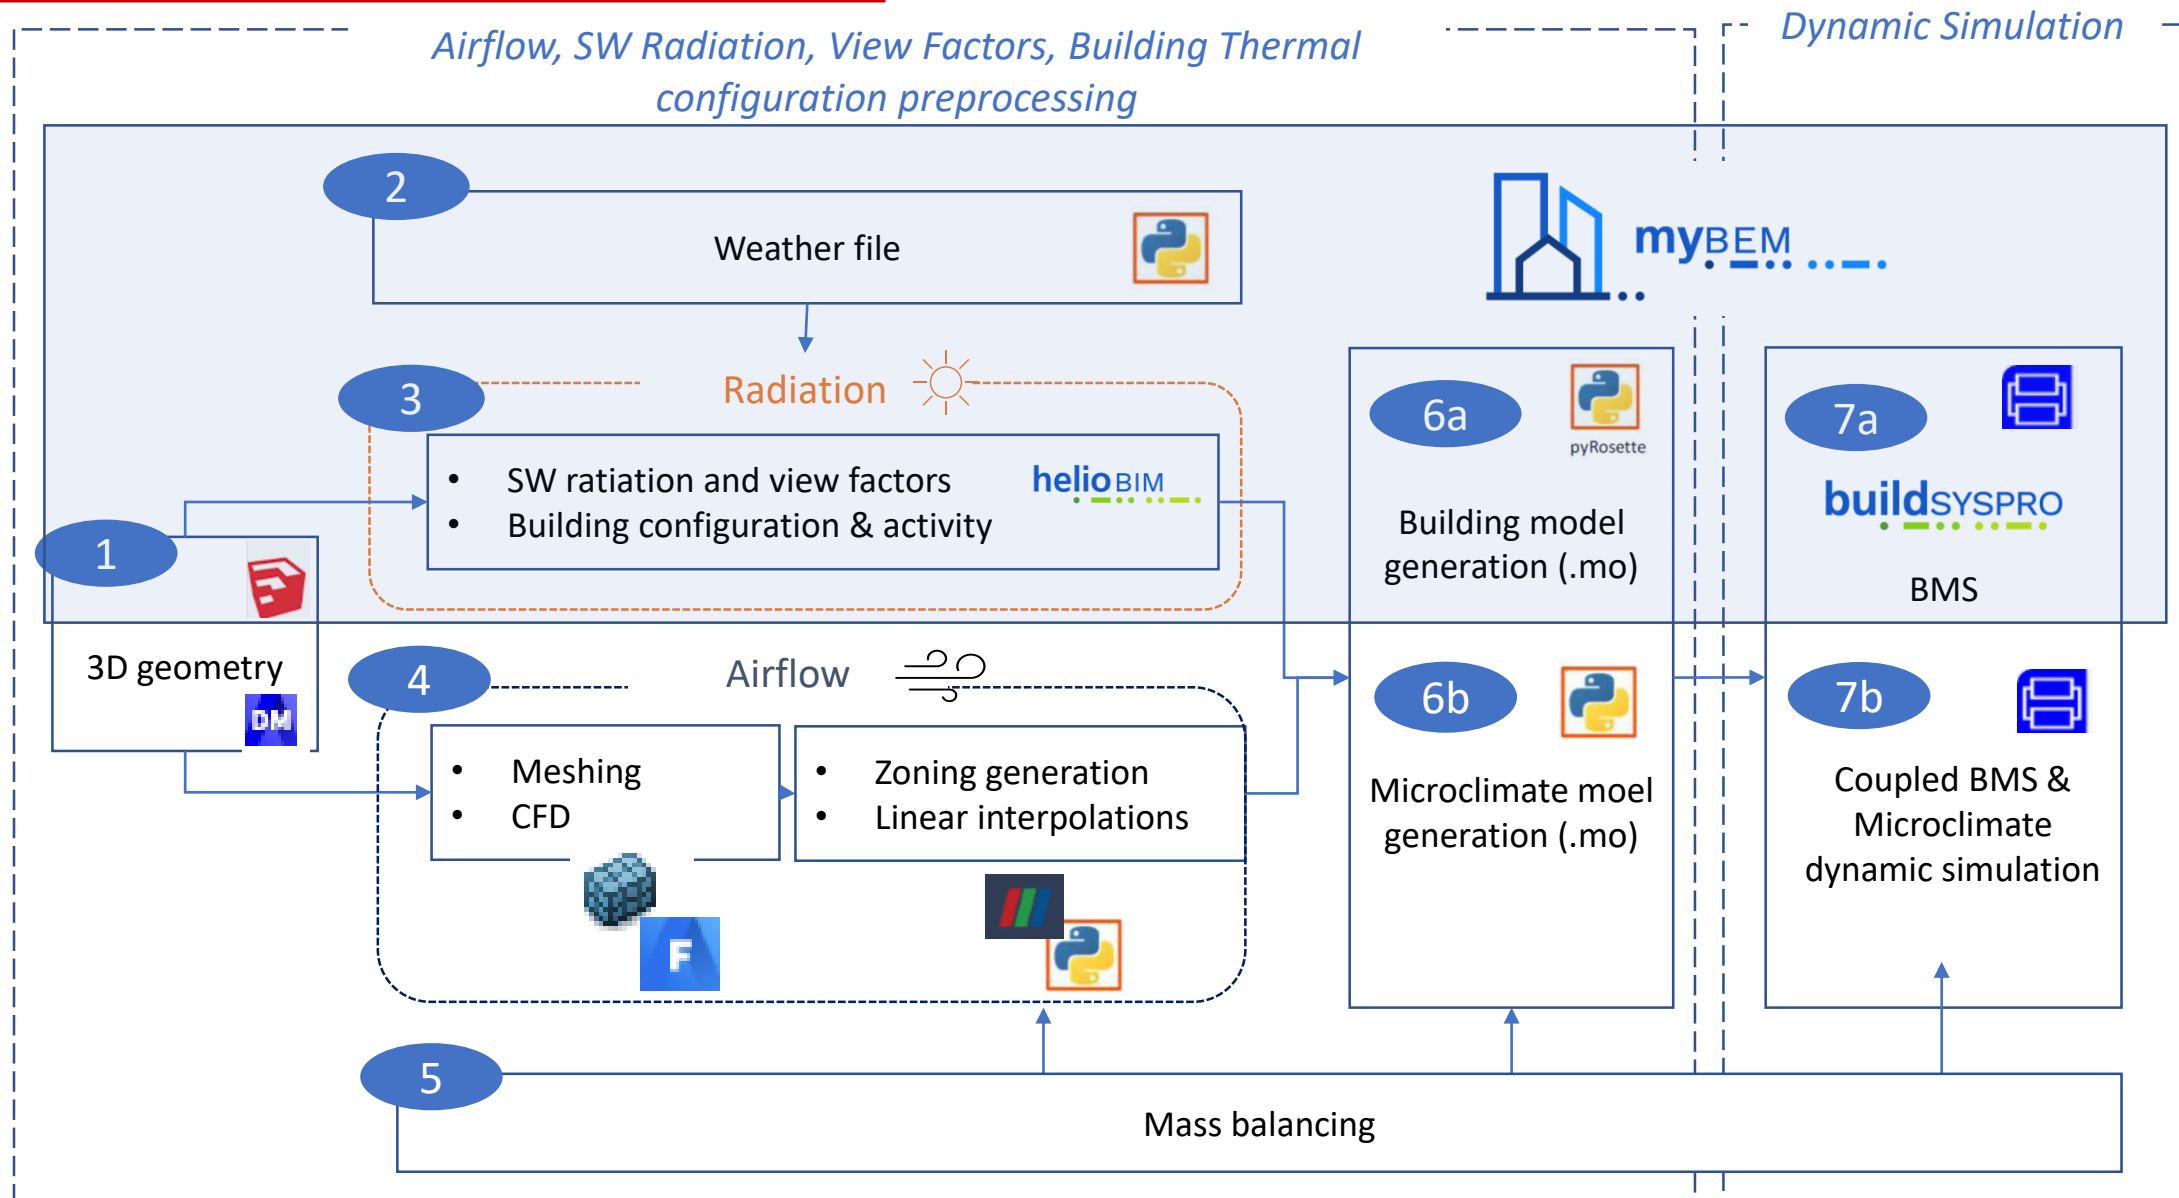 Airflow, SW Radiation, View Factors, Building Thermal
configuration preprocessing
Dynamic Simulation
2
Weather file
myBEM
3
Radiation
• SW ratiation and view factors
• Building configuration & activity
helioBIM
1
3D geometry
DM
4
Airflow
• Meshing
• CFD
F
• Zoning generation
• Linear interpolations
6a
pyRosette
Building model
generation (.mo)
6b
Microclimate moel
generation (.mo)
7a
buildSYSPRO
BMS
7b
Coupled BMS &
Microclimate
dynamic simulation
5
Mass balancing